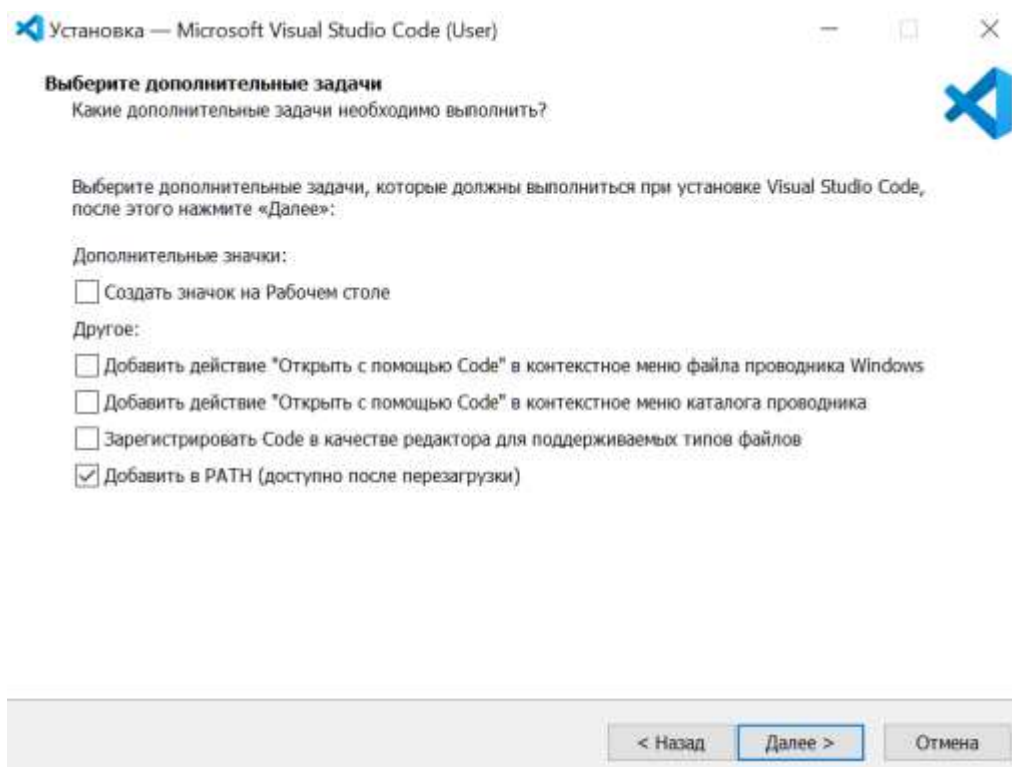 Установка — Microsoft Visual Studio Code (User)
Выберите дополнительные задачи
Какие дополнительные задачи необходимо выполнить?
Выберите дополнительные задачи, которые должны выполниться при установке Visual Studio Code,
после этого нажмите «Далее»:
Дополнительные значки:
Создать значок на Рабочем столе
Другое:
Добавить действие "Открыть с помощью Code" в контекстное меню файла проводника Windows
Добавить действие "Открыть с помощью Code" в контекстное меню каталога проводника
Зарегистрировать Code в качестве редактора для поддерживаемых типов файлов
Добавить в PATH (доступно после перезагрузки)
< Назад Далее > Отмена